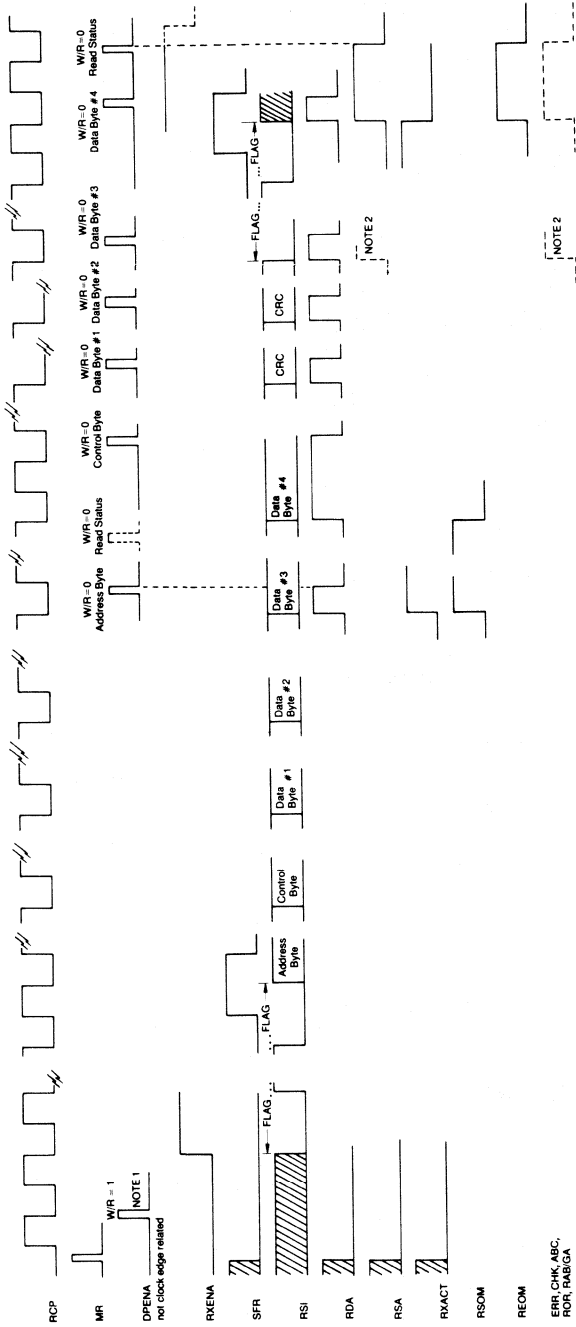 RCP
MR
W/R = 1
DPENA
not clock edge related
NOTE 1
W/R = 0
Address Byte
W/R = 0
Read Status
W/R = 0
Control Byte
W/R = 0
Data Byte #1
W/R = 0
Data Byte #2
W/R = 0
Data Byte #3
W/R = 0
Data Byte #4
W/R = 0
Read Status
RXENA
SFR
FLAG...
...FLAG
FLAG...
...FLAG
RSI
Address
Byte
Control
Byte
Data #1
Byte
Data #2
Byte
Data #3
Byte
Data #4
Byte
CRC
CRC
RDA
RSA
NOTE 2
RXACT
RSOM
REOM
ERR, CHK, ABC,
ROR, RAB/GA
NOTE 2